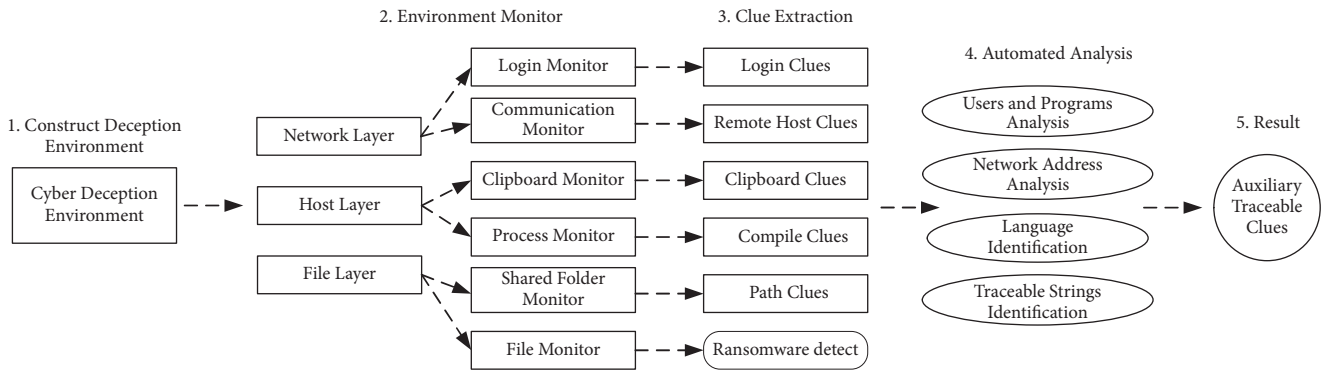 2. Environment Monitor
3. Clue Extraction
4. Automated Analysis
1. Construct Deception
Environment
5. Result
Cyber Deception
Environment
Network Layer
Host Layer
File Layer
Login Monitor
Communication
Monitor
Clipboard Monitor
Process Monitor
Shared Folder
Monitor
File Monitor
Login Clues
Remote Host Clues
Clipboard Clues
Compile Clues
Path Clues
Ransomware detect
Users and Programs
Analysis
Network Address
Analysis
Language
Identification
Traceable Strings
Identification
Auxiliary
Traceable
Clues